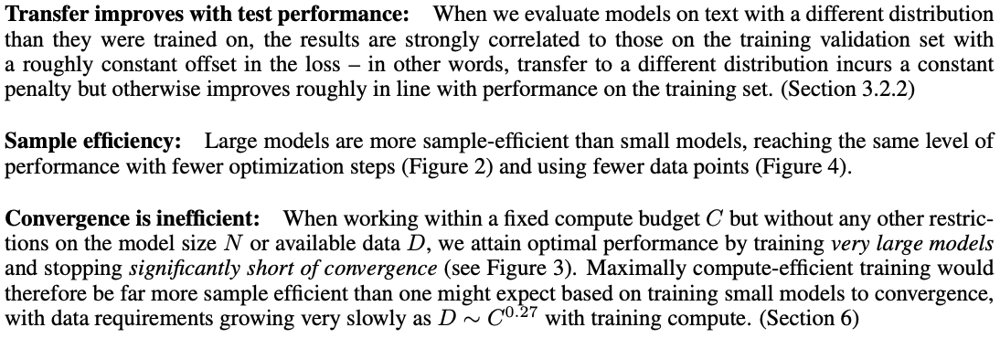 Transfer improves with test performance: When we evaluate models on text with a different distribution
than they were trained on, the results are strongly correlated to those on the training validation set with
a roughly constant offset in the loss – in other words, transfer to a different distribution incurs a constant
penalty but otherwise improves roughly in line with performance on the training set. (Section 3.2.2)
Sample efficiency: Large models are more sample-efficient than small models, reaching the same level of
performance with fewer optimization steps (Figure 2) and using fewer data points (Figure 4).
Convergence is inefficient: When working within a fixed compute budget C but without any other restric-
tions on the model size N or available data D, we attain optimal performance by training very large models
and stopping significantly short of convergence (see Figure 3). Maximally compute-efficient training would
therefore be far more sample efficient than one might expect based on training small models to convergence,
with data requirements growing very slowly as D ∼ C^0.27 with training compute. (Section 6)